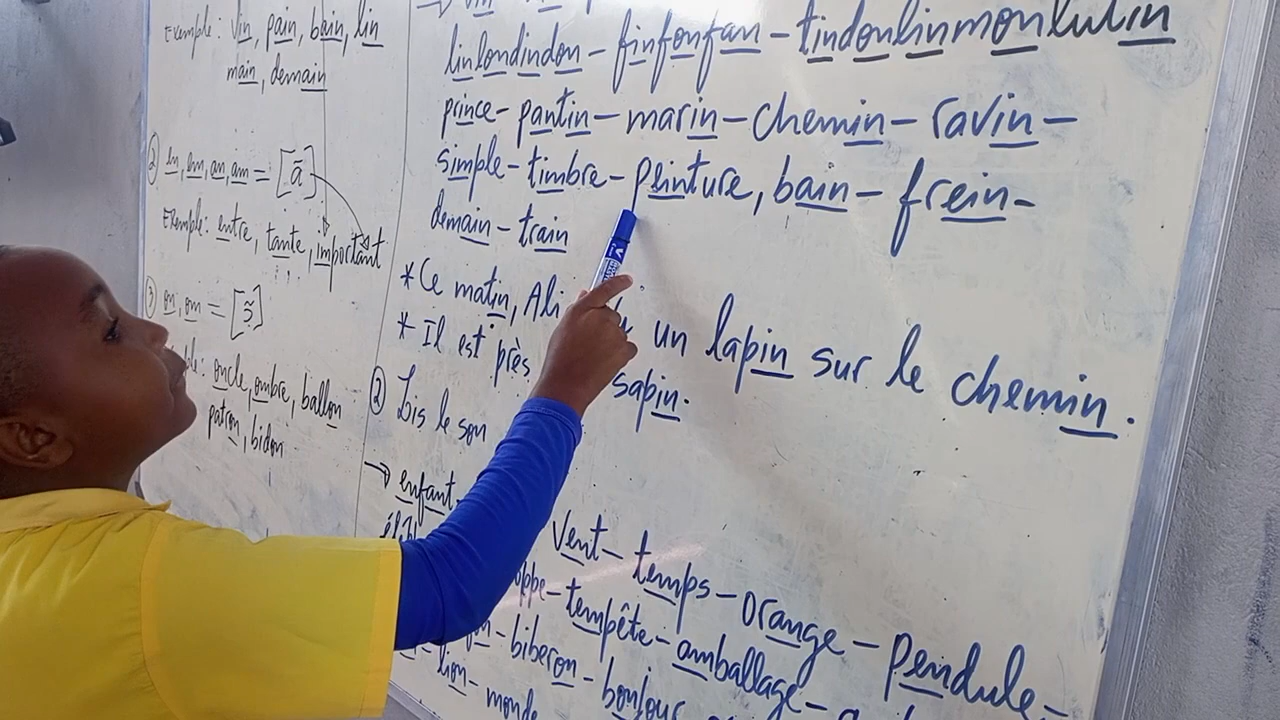 Exemple: Vin, pain, bain, lin
main, demain
② en, em, an, am = [ã]
Exemple: entre, tante, important
③ on, om = [ɔ̃]
oncle, ombre, ballon
patron, bidon
linlondindon – finfonfan – tindonlinmonlulin
prince – pantin – marin – chemin – ravin –
simple – timbre – peinture, bain – frein –
demain – train
* Ce matin, Ali un lapin sur le chemin.
* Il est près sapin.
② Lis le son
→ enfant
Vent – temps – orange – pendule –
tempête – amballage –
– biberon – bonjour
lion – monde